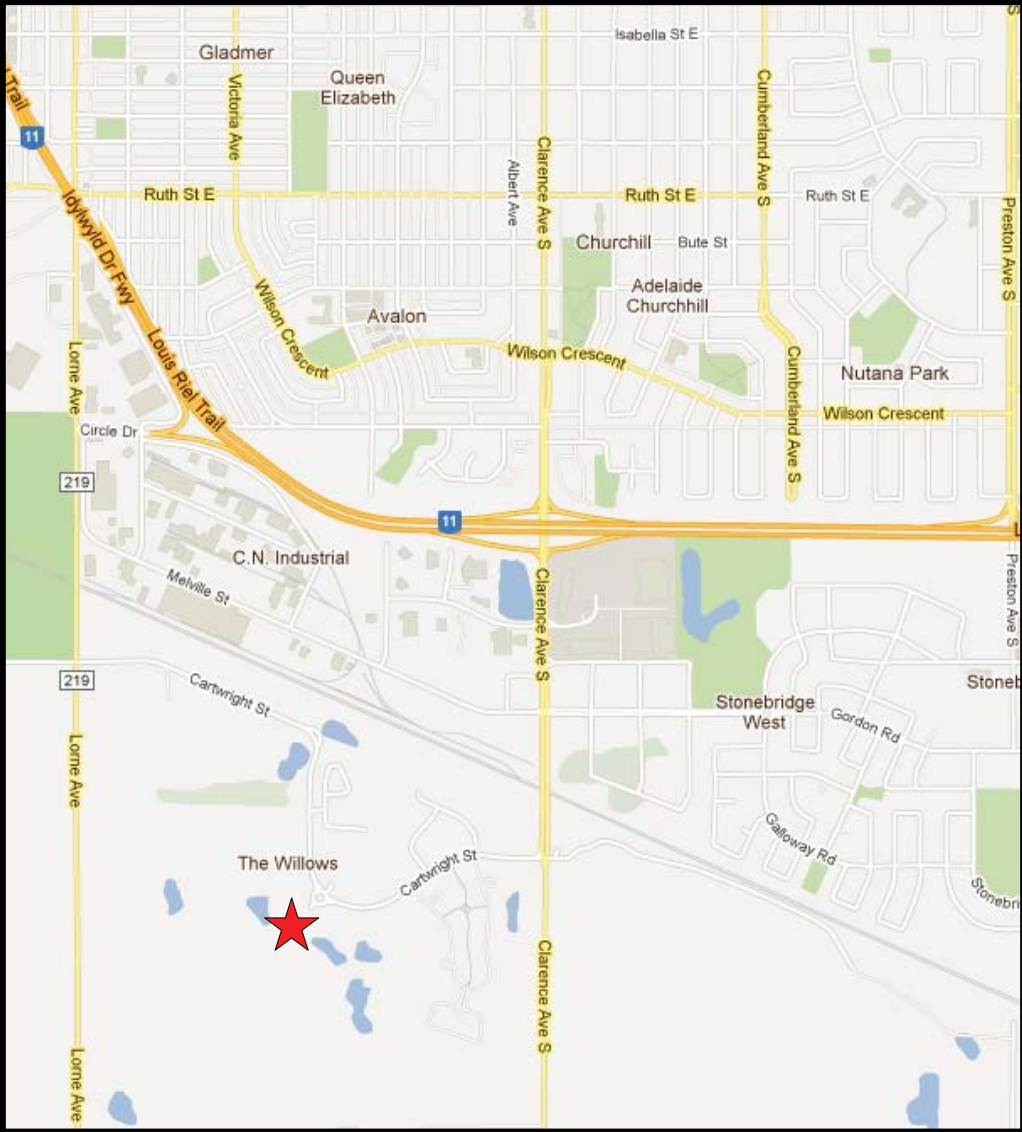 S
Isabella St E
Gladmer
Queen
Elizabeth
Trail
11
Victoria Ave
Cumberland Ave S
Clarence Ave S
Albert Ave
Ruth St E
Ruth St E
Ruth St E
Idylwyld Dr Fwy
Preston Ave S
Churchill
Bute St
Adelaide
Churchhill
Wilson Crescent
Avalon
Louis Riel Trail
Lorne Ave
Wilson Crescent
Cumberland Ave S
Nutana Park
Wilson Crescent
Circle Dr
219
11
L
C.N. Industrial
Melville St
Clarence Ave S
Preston Ave S
219
Cartwright St
Stoneb
Stonebridge
West
Gordon Rd
Lorne Ave
Galloway Rd
The Willows
Cartwright St
Stonebri
Clarence Ave S
Lorne Ave